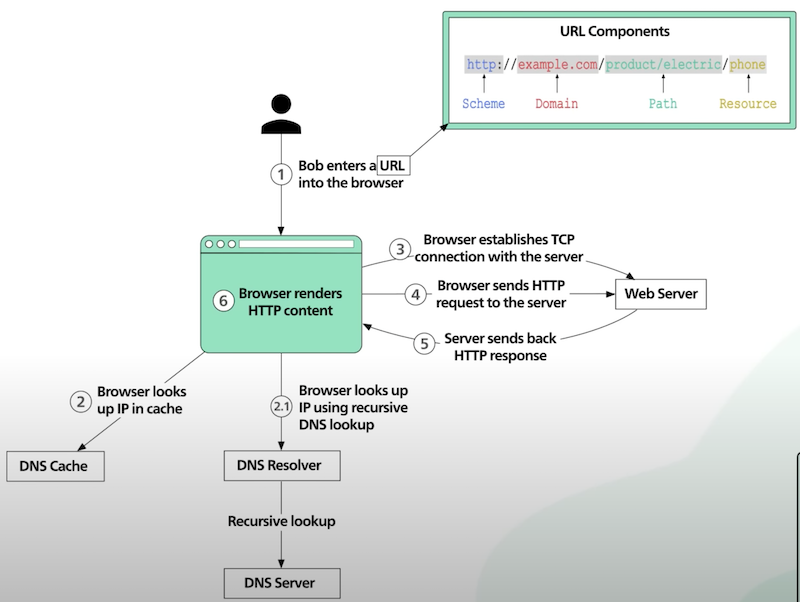 URL Components
http://example.com/product/electric/phone
Scheme Domain Path Resource
1
Bob enters a URL
into the browser
3
Browser establishes TCP
connection with the server
4
Browser sends HTTP
request to the server
Web Server
5
Server sends back
HTTP response
6
Browser renders
HTTP content
2
Browser looks
up IP in cache
2.1
Browser looks up
IP using recursive
DNS lookup
DNS Cache
DNS Resolver
Recursive lookup
DNS Server